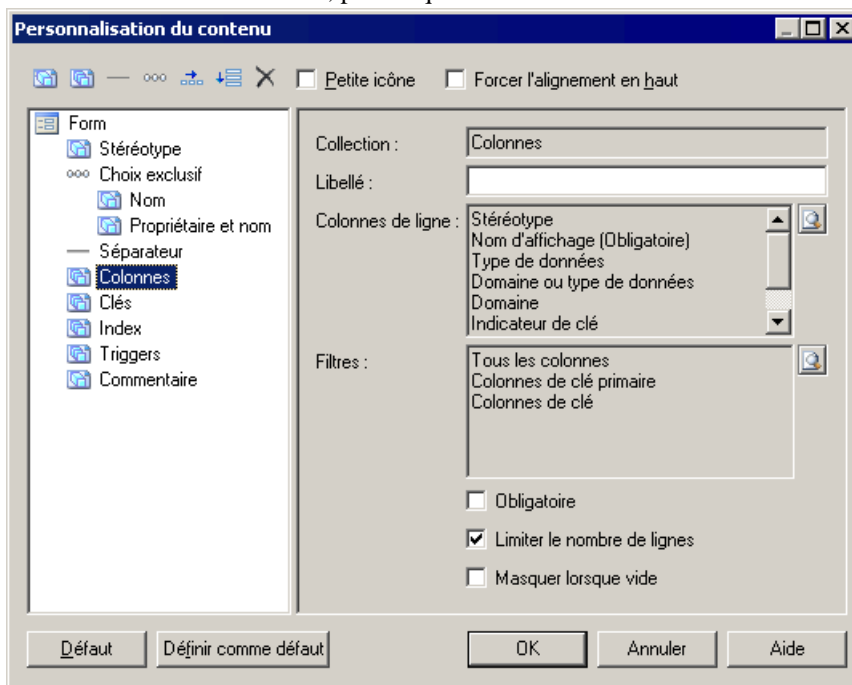 Personnalisation du contenu
Petite icône Forcer l'alignement en haut
Form
Stéréotype
Choix exclusif
Nom
Propriétaire et nom
Séparateur
Colonnes
Clés
Index
Triggers
Commentaire
Collection : Colonnes
Libellé :
Colonnes de ligne : Stéréotype
Nom d'affichage (Obligatoire)
Type de données
Domaine ou type de données
Domaine
Indicateur de clé
Filtres : Tous les colonnes
Colonnes de clé primaire
Colonnes de clé
Obligatoire
Limiter le nombre de lignes
Masquer lorsque vide
Défaut Définir comme défaut OK Annuler Aide